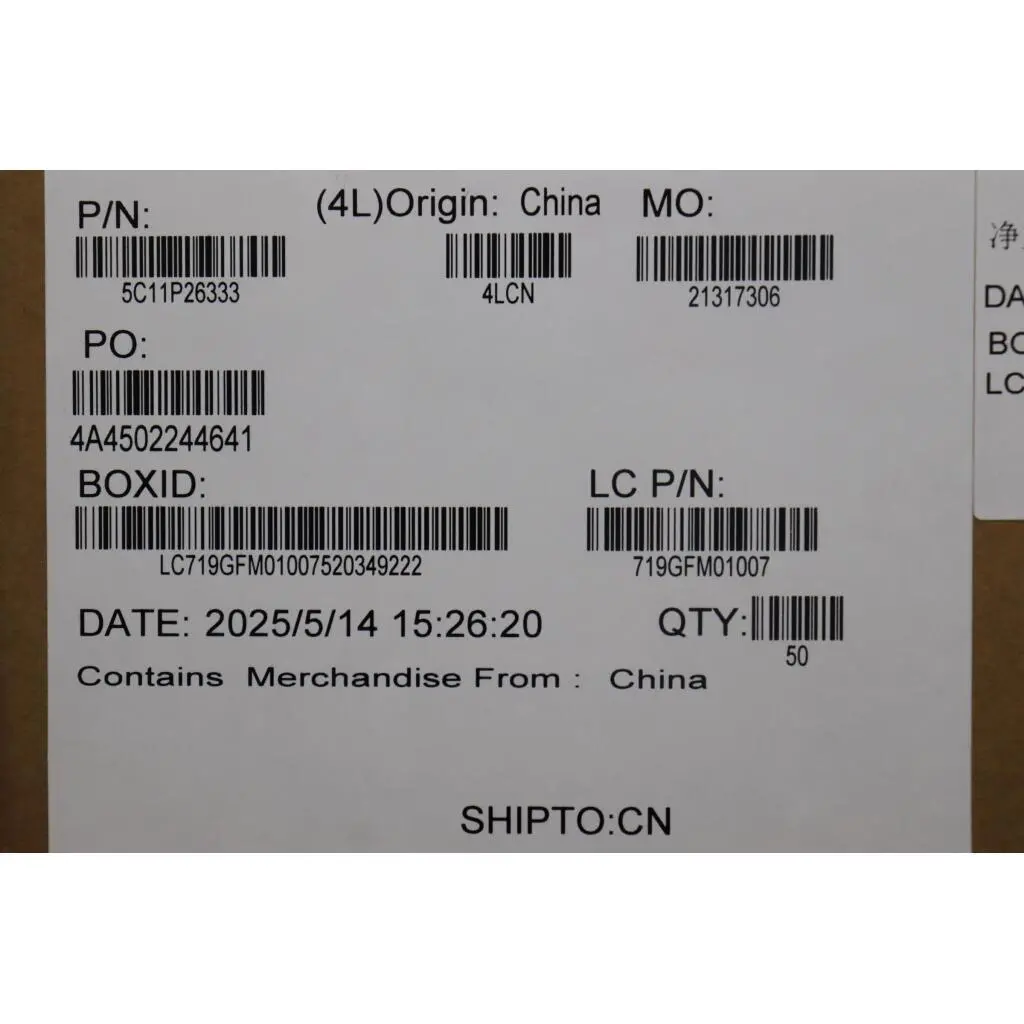 P/N: (4L)Origin: China MO:
5C11P26333 4LCN 21317306
PO:
4A4502244641
BOXID: LC P/N:
LC719GFM01007520349222 719GFM01007
DATE: 2025/5/14 15:26:20 QTY:
50
Contains Merchandise From : China
SHIPTO:CN
净
DA
BO
LC